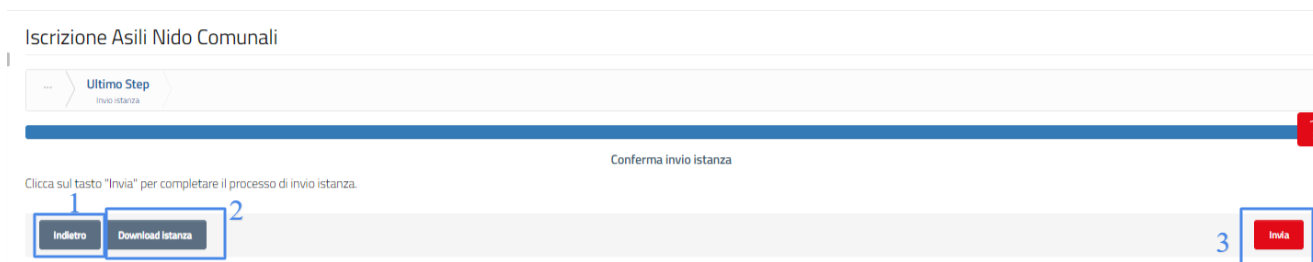 Iscrizione Asili Nido Comunali
... Ultimo Step
Invio istanza
Conferma invio istanza
Clicca sul tasto "Invia" per completare il processo di invio istanza.
1 2
Indietro Download istanza 3 Invia